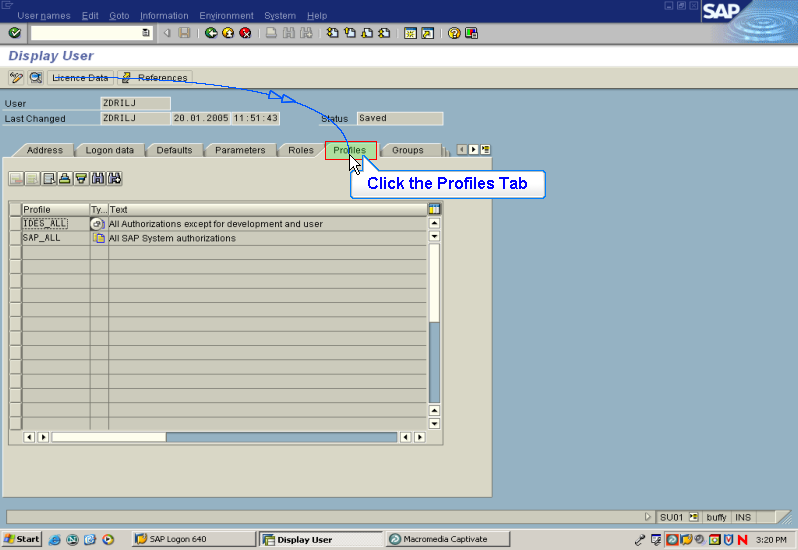 User names Edit Goto Information Environment System Help
SAP
Display User
Licence Data References
User ZDRILJ
Last Changed ZDRILJ 20.01.2005 11:51:43 Status Saved
Address Logon data Defaults Parameters Roles Profiles Groups
Click the Profiles Tab
Profile Ty... Text
IDES_ALL All Authorizations except for development and user
SAP_ALL All SAP System authorizations
SU01 buffy INS
Start SAP Logon 640 Display User Macromedia Captivate 3:20 PM